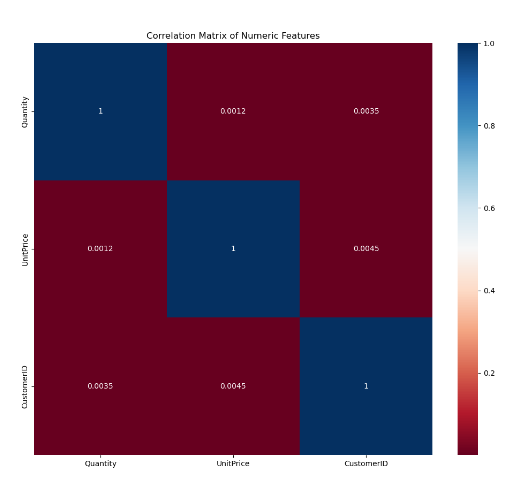 Correlation Matrix of Numeric Features
Quantity
1
0.0012
0.0035
UnitPrice
0.0012
1
0.0045
CustomerID
0.0035
0.0045
1
Quantity
UnitPrice
CustomerID
1.0
0.8
0.6
0.4
0.2